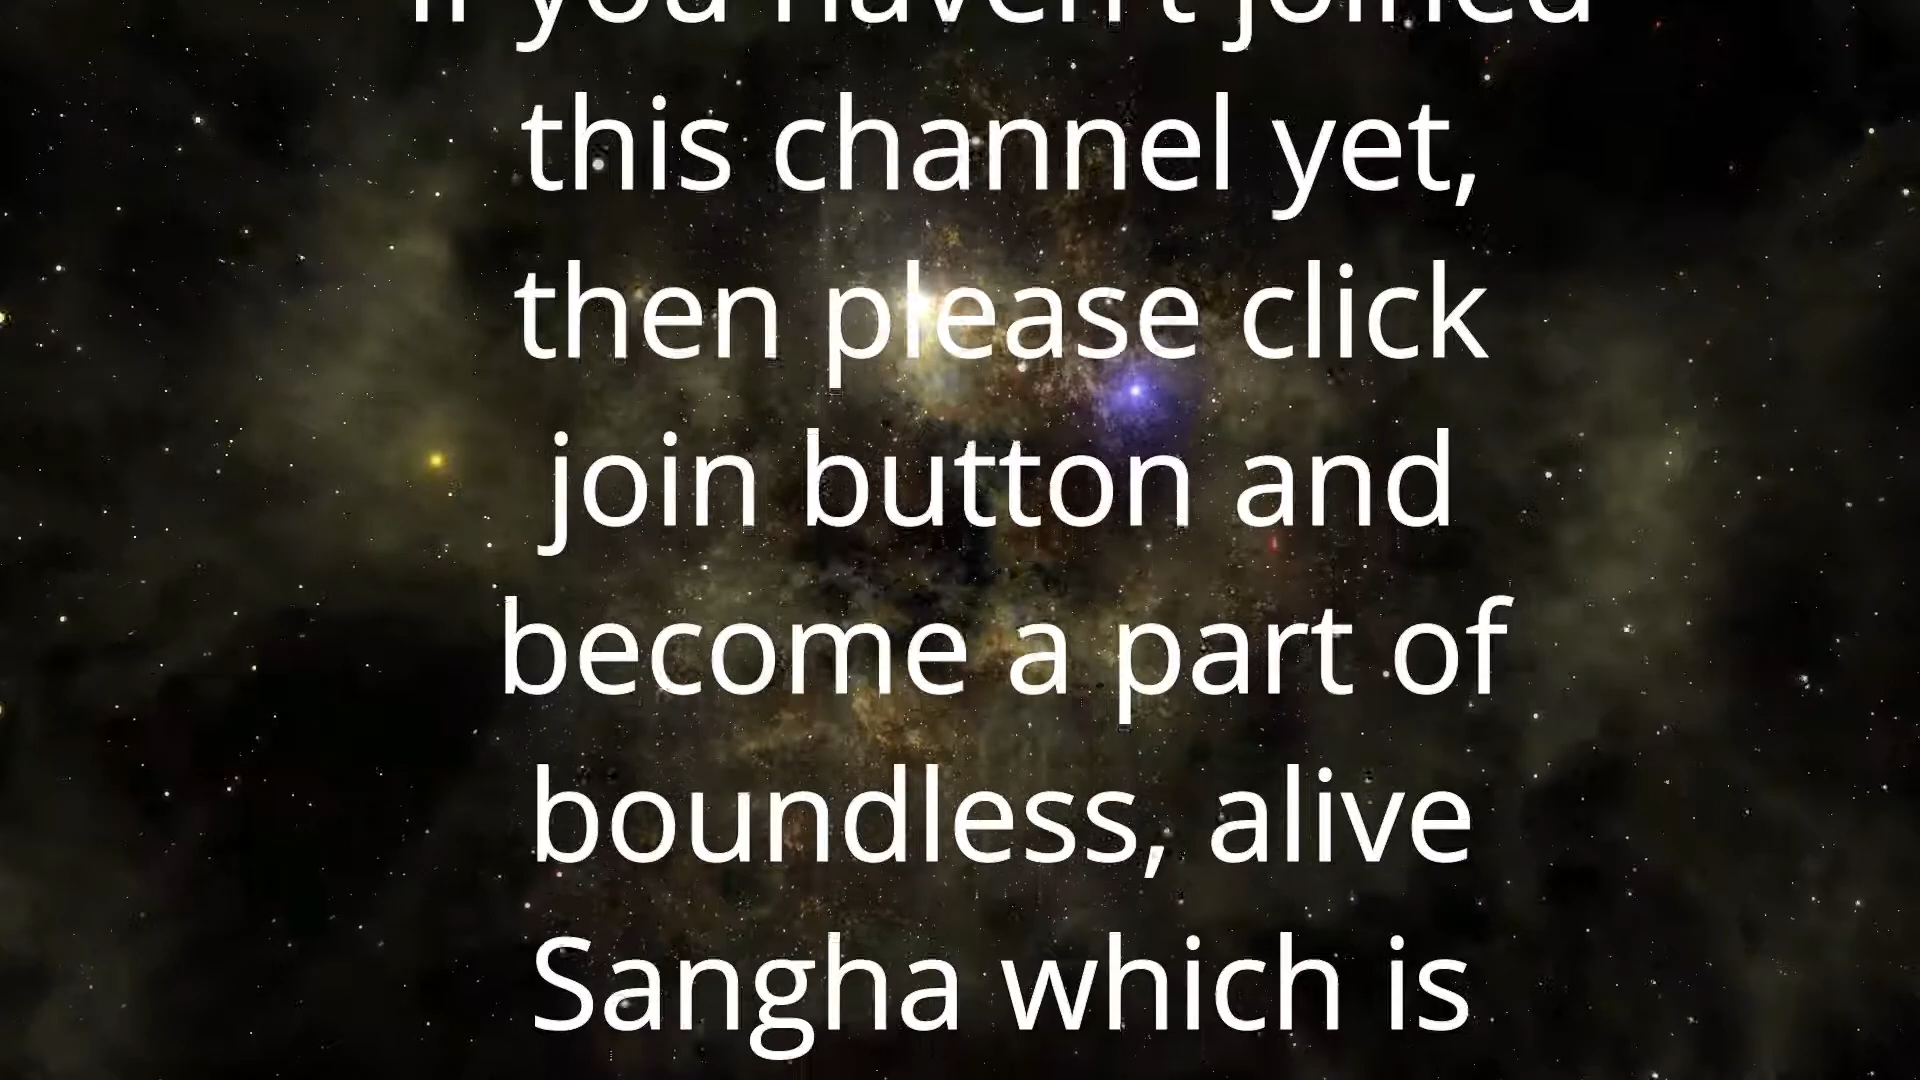 If you haven't joined
this channel yet,
then please click
join button and
become a part of
boundless, alive
Sangha which is